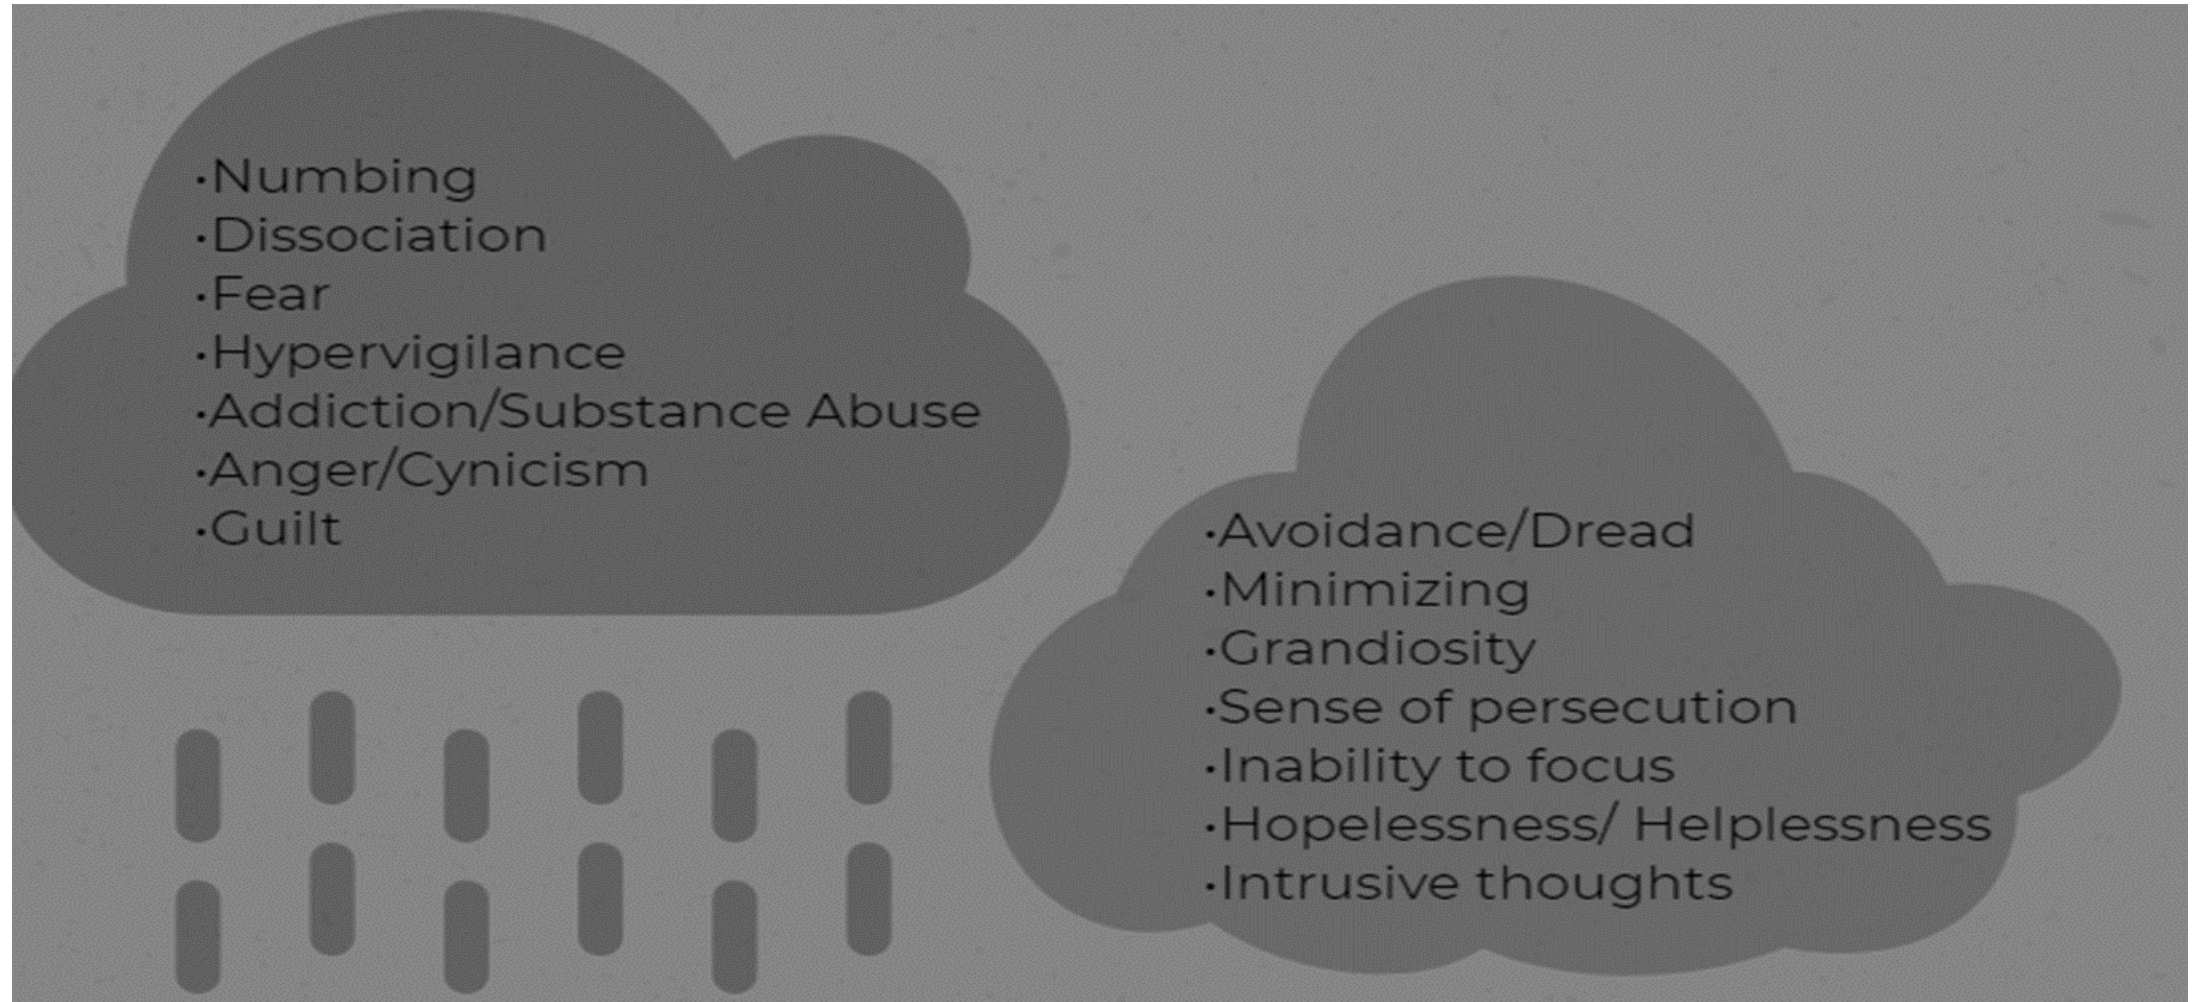 ·Numbing
·Dissociation
·Fear
·Hypervigilance
·Addiction/Substance Abuse
·Anger/Cynicism
·Guilt
·Avoidance/Dread
·Minimizing
·Grandiosity
·Sense of persecution
·Inability to focus
·Hopelessness/ Helplessness
·Intrusive thoughts